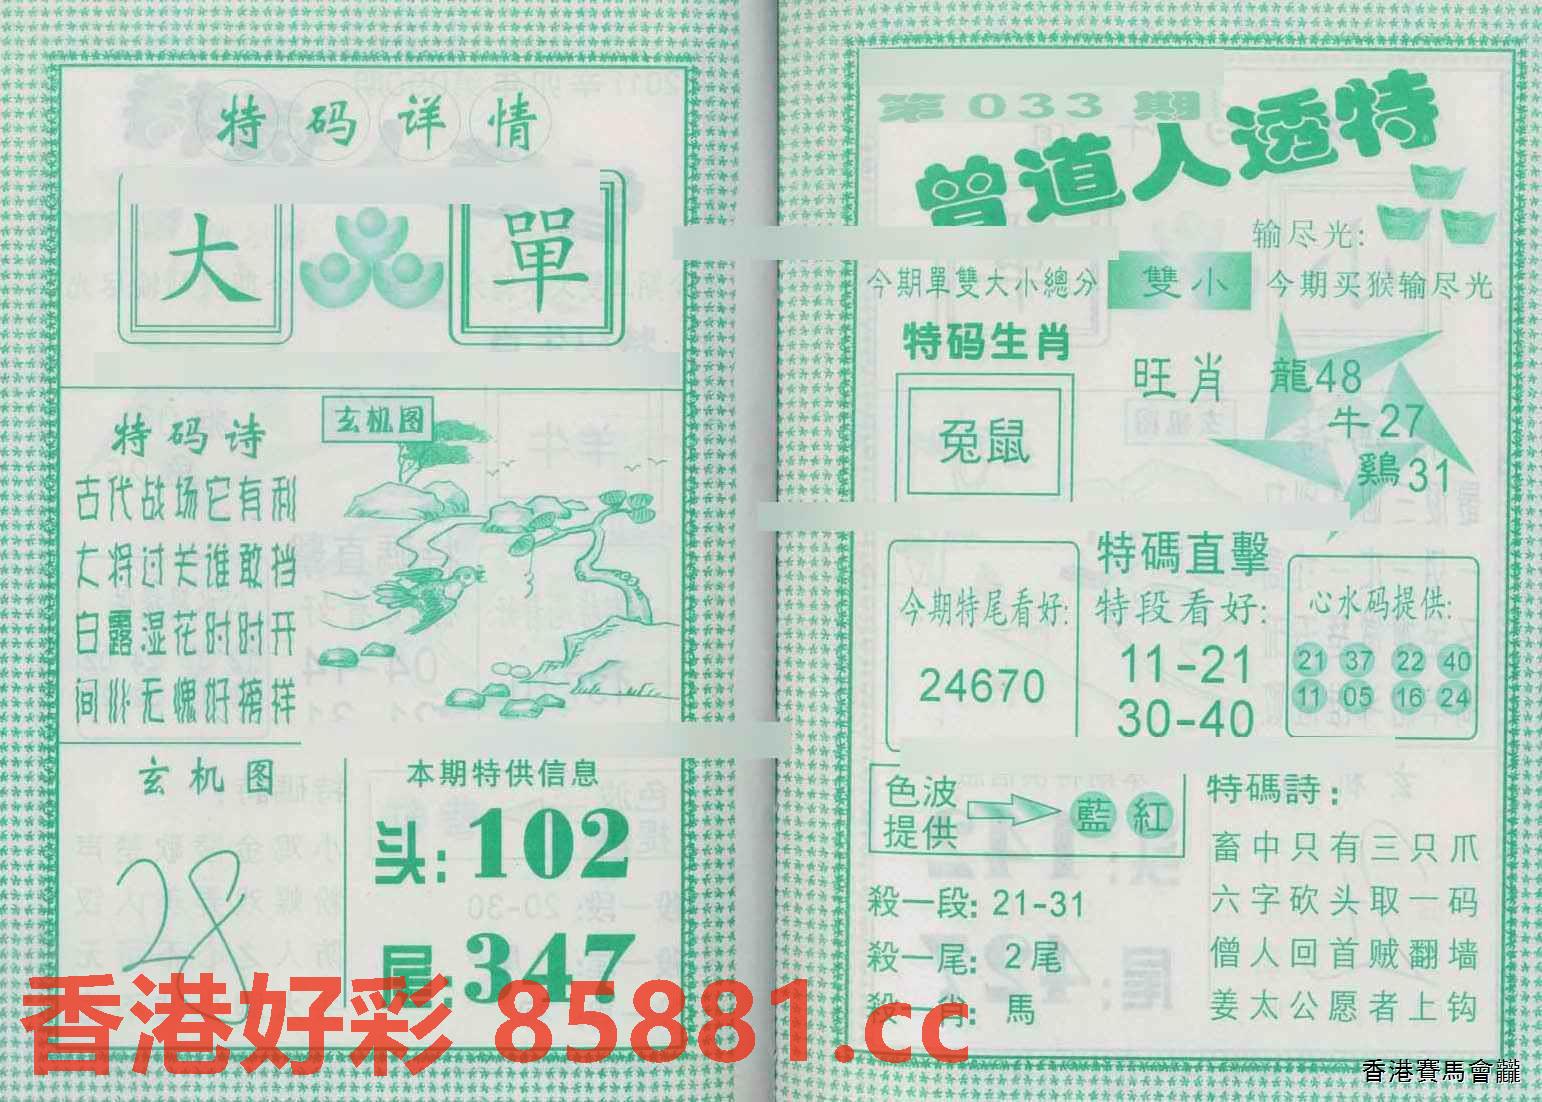 特码详情
大 單
特码诗
玄机图
古代战场它有利
大将过关谁敢挡
白露湿花时时开
间卦无愧好榜样
玄机图
28
本期特供信息
头:102
尾:347
第033期
曾道人透特
输尽光:
今期單雙大小總分 雙小 今期买猴输尽光
特码生肖
兔鼠
旺肖
龍48
牛27
鷄31
今期特尾看好:
24670
特碼直擊
特段看好:
11-21
30-40
心水码提供:
21 37 22 40
11 05 16 24
色波提供 藍 紅
殺一段: 21-31
殺一尾: 2尾
殺一肖: 馬
特碼詩:
畜中只有三只爪
六字砍头取一码
僧人回首贼翻墙
姜太公愿者上钩
香港好彩 85881.cc
香港賽馬會